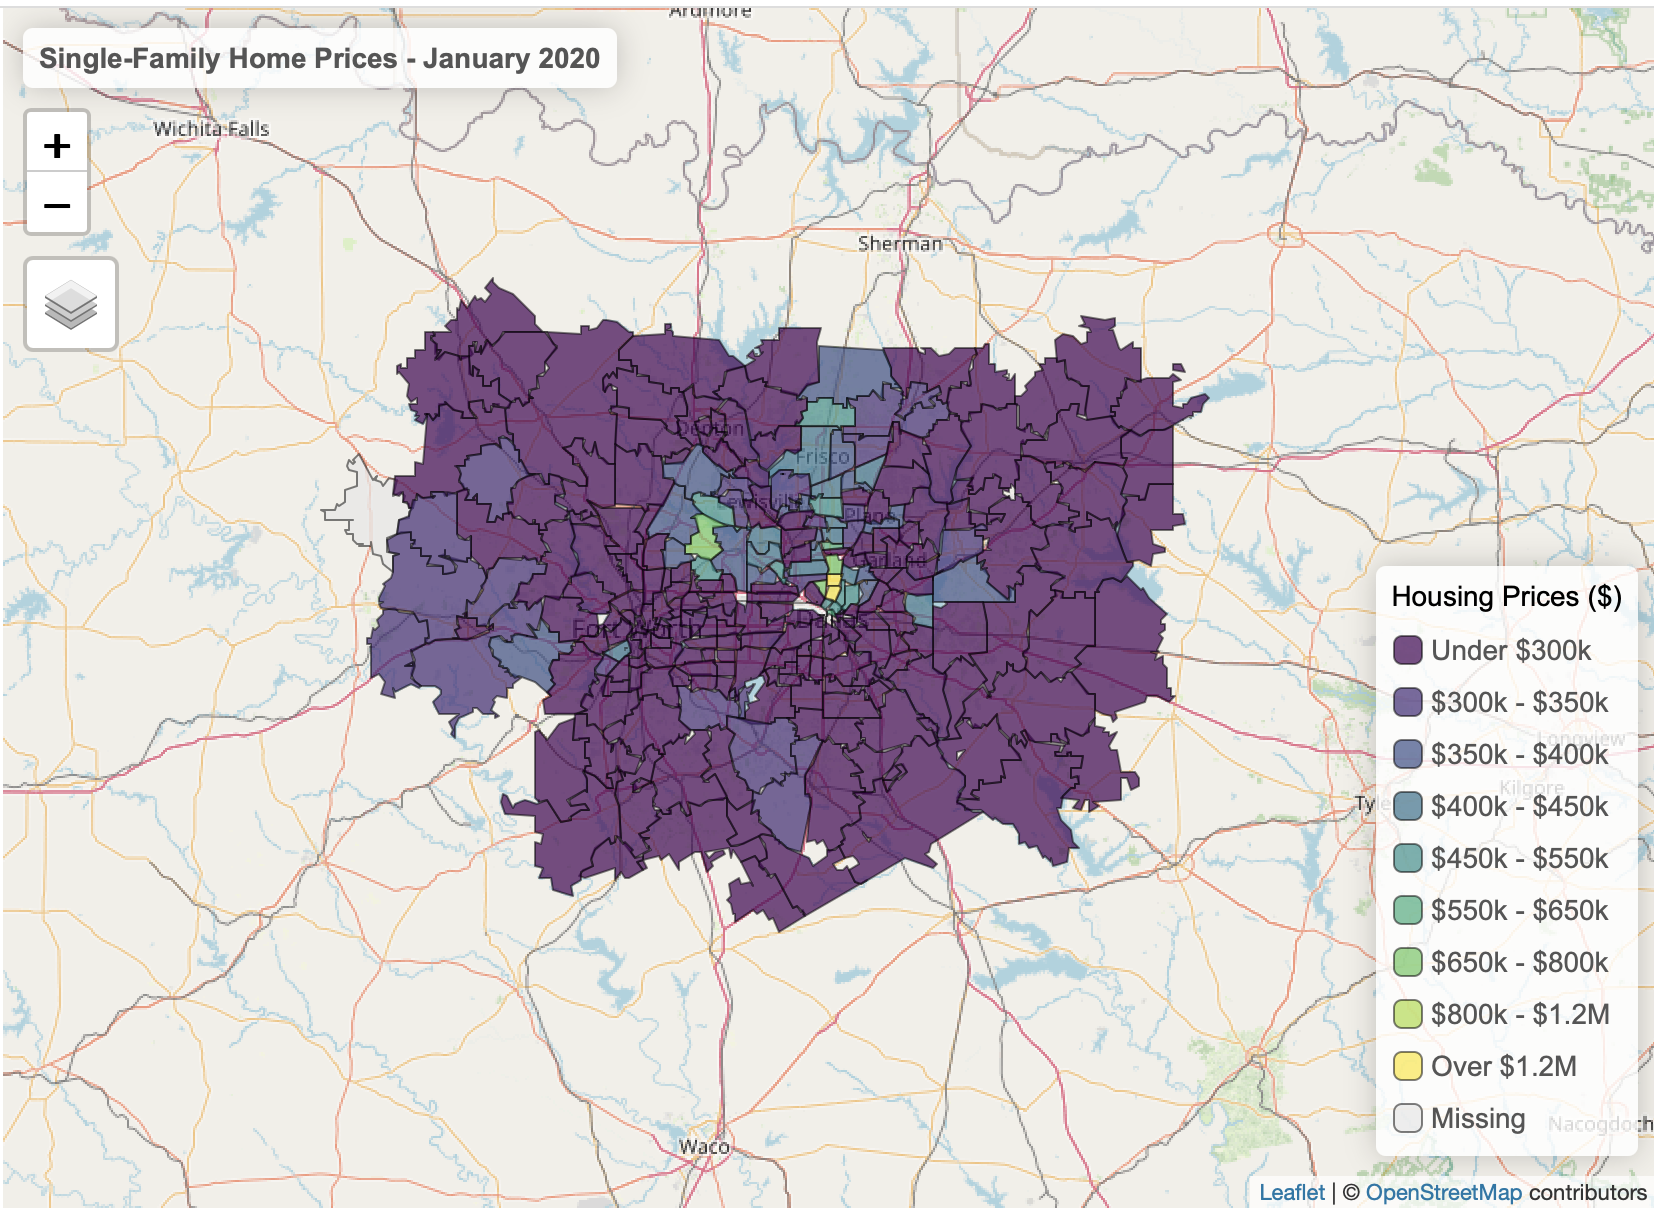 Ardmore
Single-Family Home Prices - January 2020
+
−
Wichita Falls
Sherman
Denton
Frisco
Lewisville
Plano
Garland
Fort Worth
Dallas
Housing Prices ($)
Under $300k
$300k - $350k
$350k - $400k
$400k - $450k
$450k - $550k
$550k - $650k
$650k - $800k
$800k - $1.2M
Over $1.2M
Missing
Longview
Kilgore
Tyle
Waco
Nacogdoch
Leaflet | © OpenStreetMap contributors